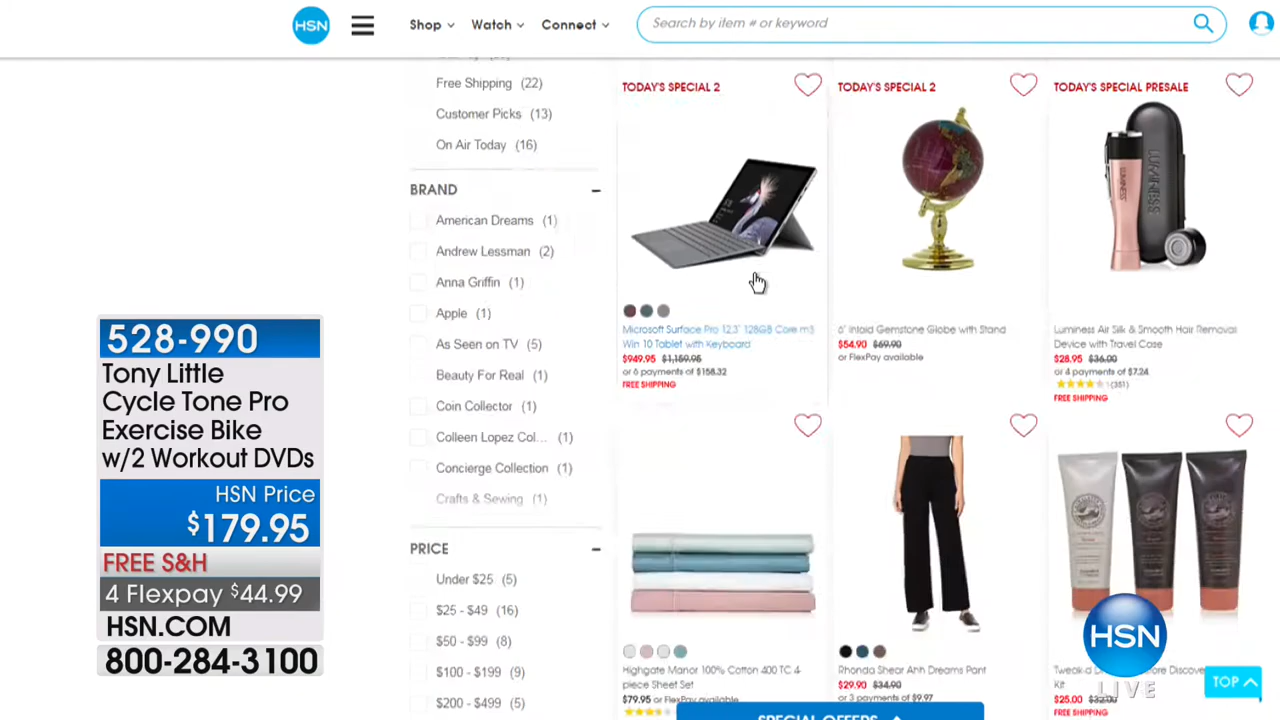 HSN
Shop
Watch
Connect
Search by item # or keyword
Free Shipping (22)
Customer Picks (13)
On Air Today (16)
BRAND
American Dreams (1)
Andrew Lessman (2)
Anna Griffin (1)
Apple (1)
As Seen on TV (5)
Beauty For Real (1)
Coin Collector (1)
Colleen Lopez Col... (1)
Concierge Collection (1)
Crafts & Sewing (1)
PRICE
Under $25 (5)
$25 - $49 (16)
$50 - $99 (8)
$100 - $199 (9)
$200 - $499 (5)
TODAY'S SPECIAL 2
Microsoft Surface Pro 12.3" 128GB Core m3
Win 10 Tablet with Keyboard
$949.95 $1,159.95
or 6 payments of $158.32
FREE SHIPPING
TODAY'S SPECIAL 2
6" Inlaid Gemstone Globe with Stand
$54.90 $69.90
or FlexPay available
TODAY'S SPECIAL PRESALE
LUMINESS
LUMINESS
Luminess Air Silk & Smooth Hair Removal
Device with Travel Case
$28.95 $36.00
or 4 payments of $7.24
(351)
FREE SHIPPING
Highgate Manor 100% Cotton 400 TC 4-
piece Sheet Set
$79.95 or FlexPay available
Rhonda Shear Ahh Dreams Pant
$29.90 $34.90
or 3 payments of $9.97
Tweak-d
Kit
$25.00 $32.00
FREE SHIPPING
SPECIAL OFFERS
TOP
HSN
LIVE
528-990
Tony Little
Cycle Tone Pro
Exercise Bike
w/2 Workout DVDs
HSN Price
$179.95
FREE S&H
4 Flexpay $44.99
HSN.COM
800-284-3100